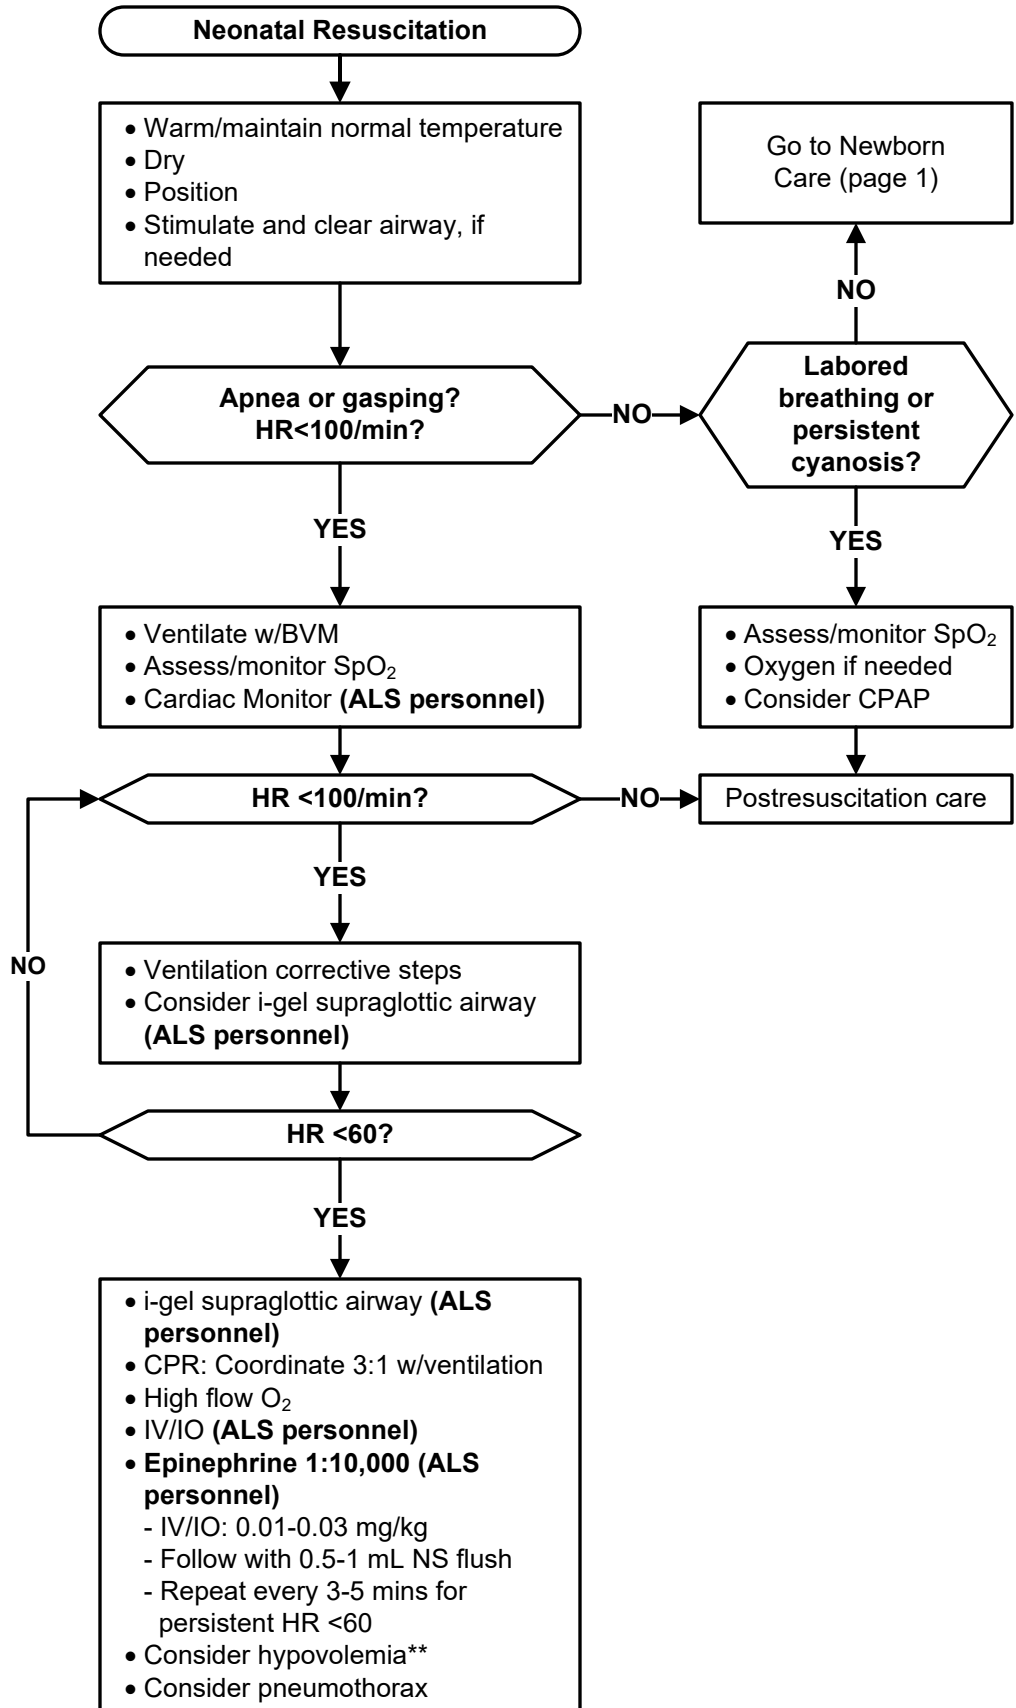 Neonatal Resuscitation
• Warm/maintain normal temperature
• Dry
• Position
• Stimulate and clear airway, if
needed
Go to Newborn
Care (page 1)
NO
Apnea or gasping?
HR<100/min?
NO
Labored
breathing or
persistent
cyanosis?
YES
YES
• Ventilate w/BVM
• Assess/monitor SpO₂
• Cardiac Monitor (ALS personnel)
• Assess/monitor SpO₂
• Oxygen if needed
• Consider CPAP
HR <100/min?
NO
Postresuscitation care
YES
NO
• Ventilation corrective steps
• Consider i-gel supraglottic airway
(ALS personnel)
HR <60?
YES
• i-gel supraglottic airway (ALS
personnel)
• CPR: Coordinate 3:1 w/ventilation
• High flow O₂
• IV/IO (ALS personnel)
• Epinephrine 1:10,000 (ALS
personnel)
- IV/IO: 0.01-0.03 mg/kg
- Follow with 0.5-1 mL NS flush
- Repeat every 3-5 mins for
persistent HR <60
• Consider hypovolemia**
• Consider pneumothorax